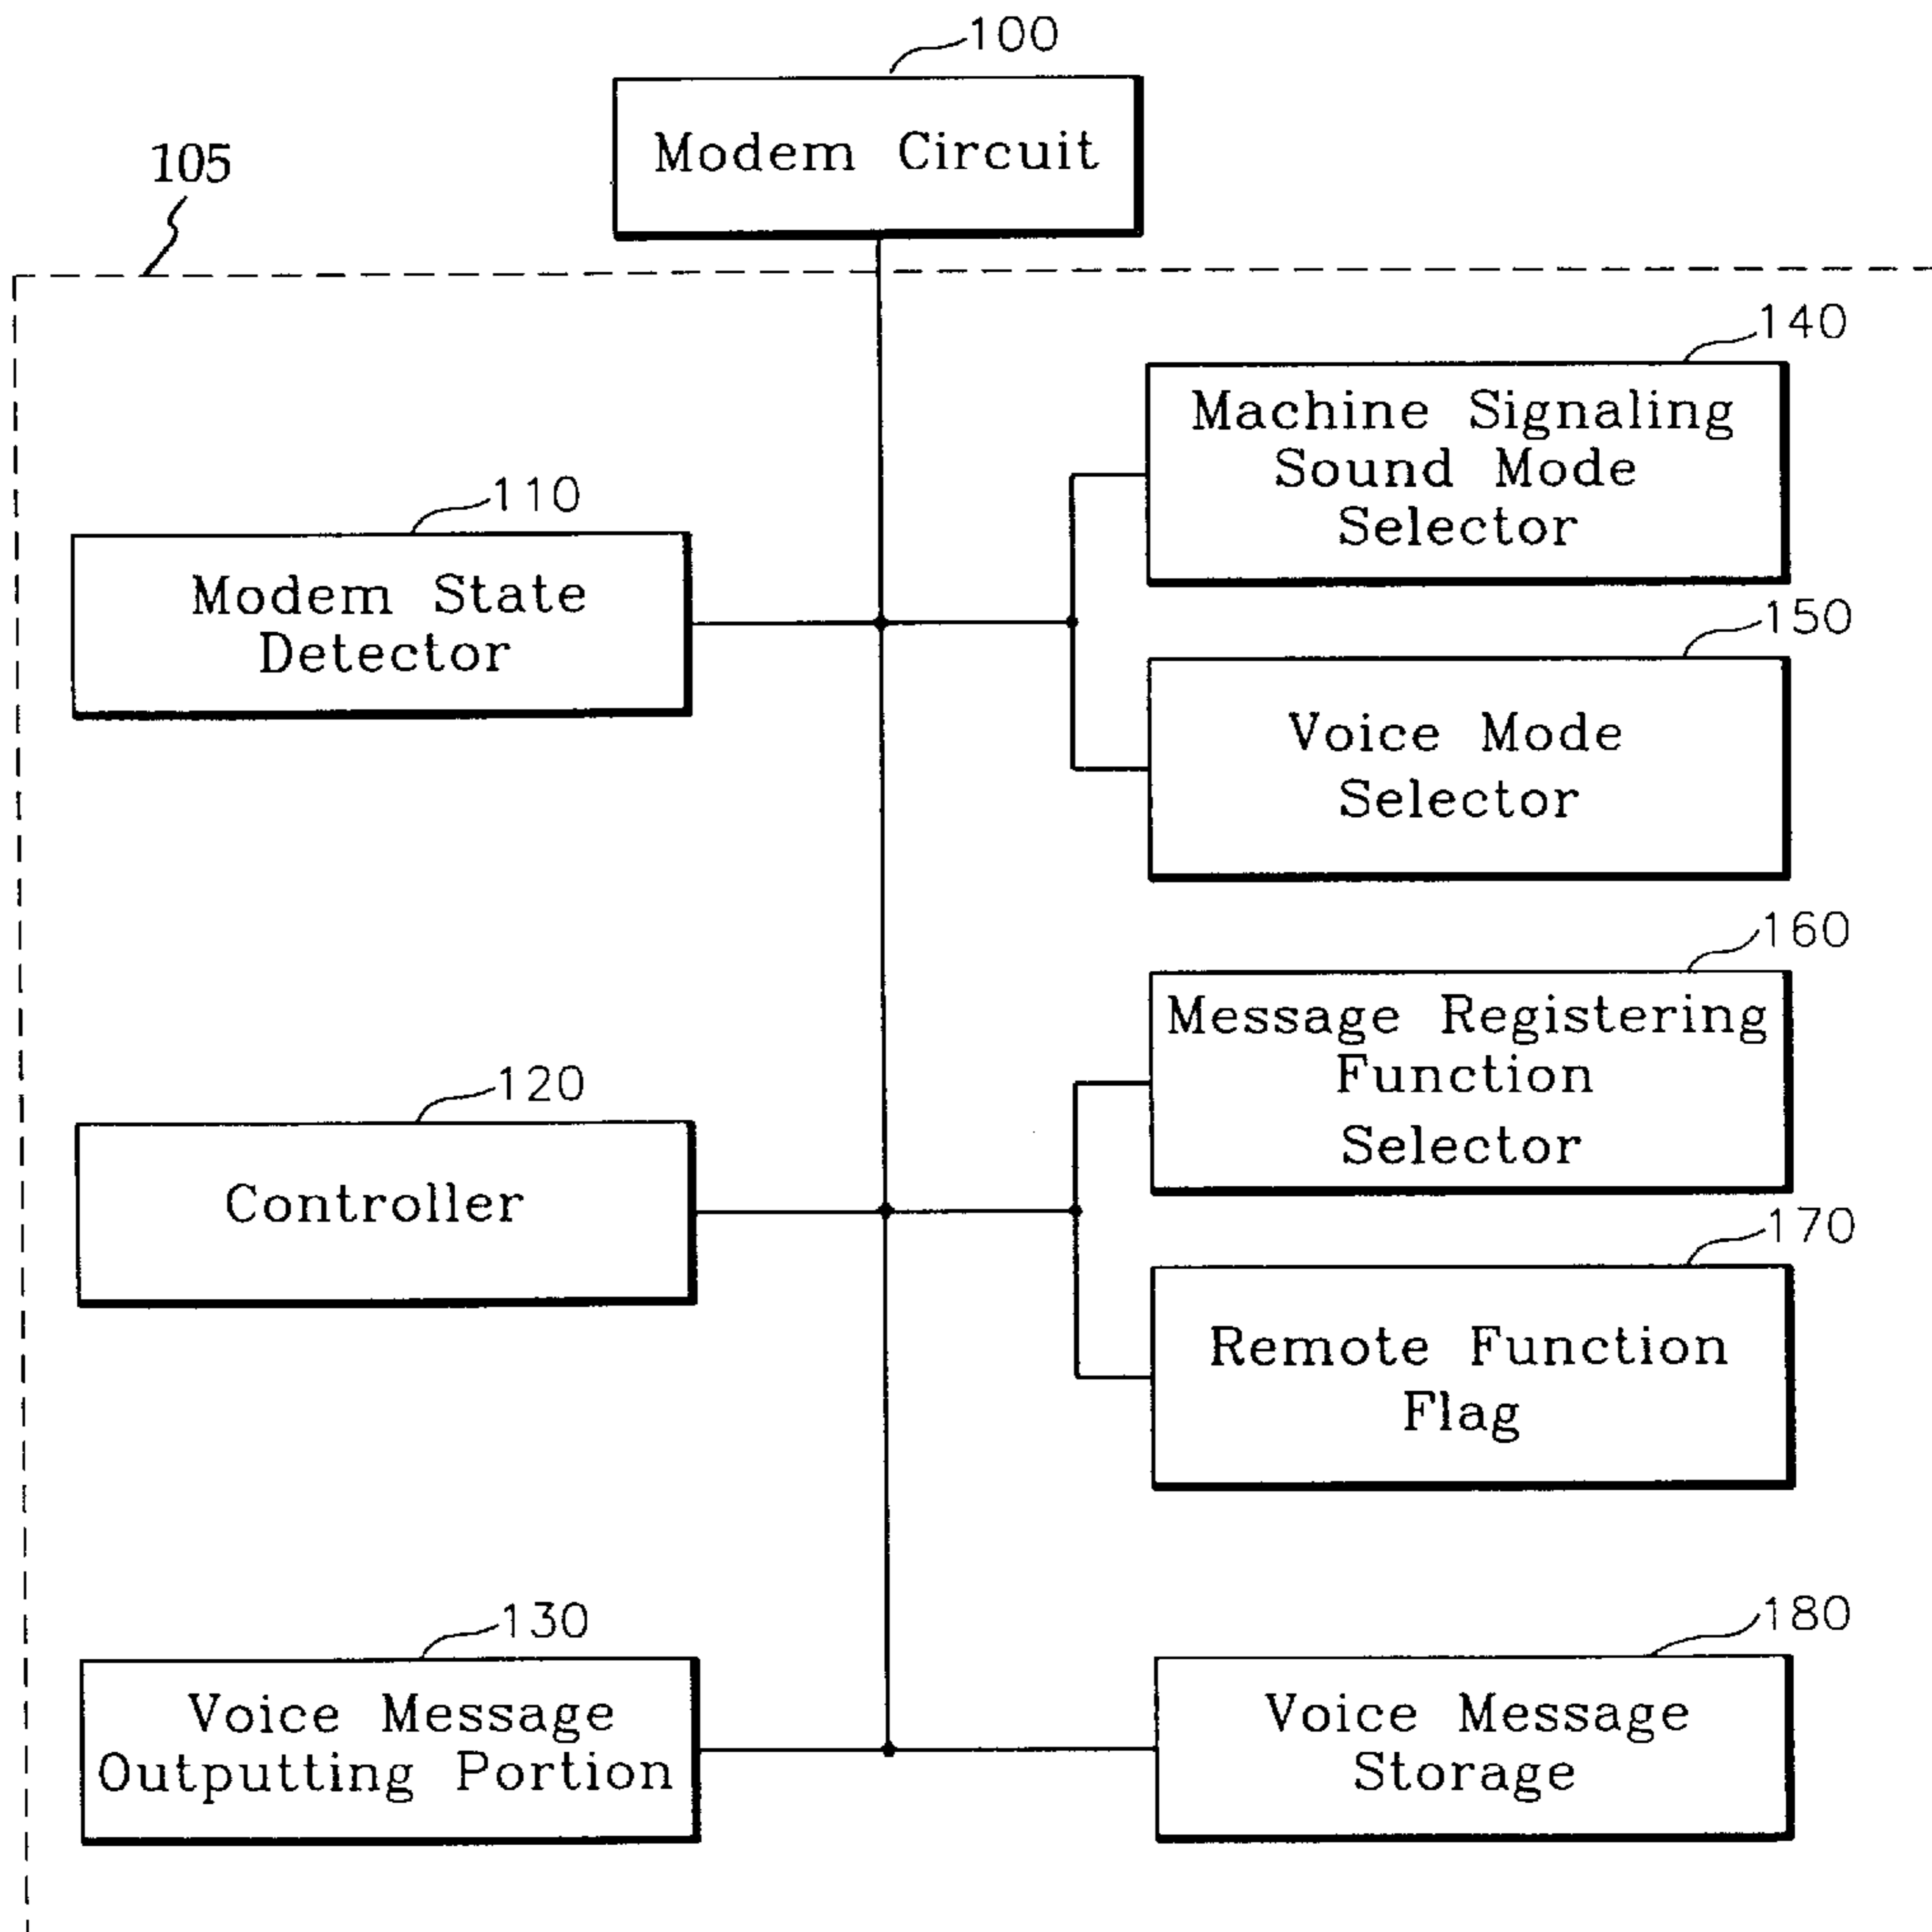 100
Modem Circuit
105
140
Machine Signaling
Sound Mode
Selector
110
Modem State
Detector
150
Voice Mode
Selector
160
Message Registering
Function
Selector
120
Controller
170
Remote Function
Flag
130
Voice Message
Outputting Portion
180
Voice Message
Storage